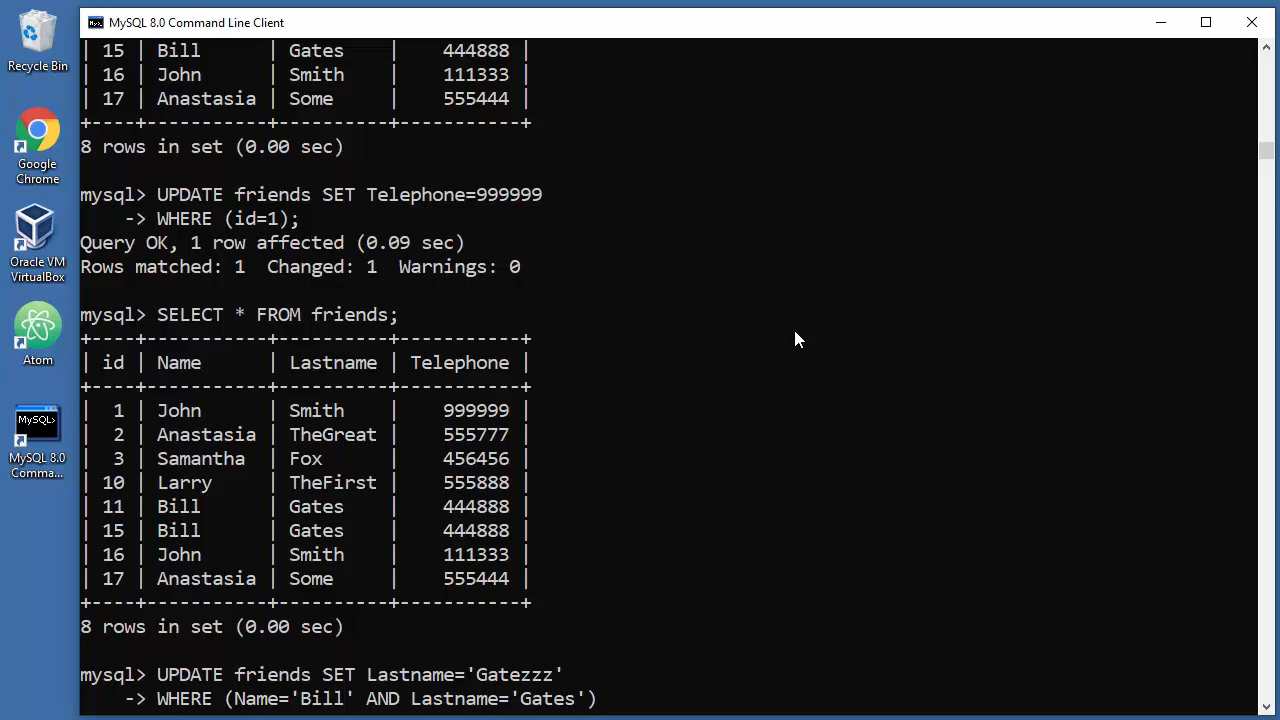 MySQL 8.0 Command Line Client
Recycle Bin
Google
Chrome
Oracle VM
VirtualBox
Atom
MySQL>
MySQL 8.0
Comma...
| 15 | Bill      | Gates    |    444888 |
| 16 | John      | Smith    |    111333 |
| 17 | Anastasia | Some     |    555444 |
+----+-----------+----------+-----------+
8 rows in set (0.00 sec)
mysql> UPDATE friends SET Telephone=999999
    -> WHERE (id=1);
Query OK, 1 row affected (0.09 sec)
Rows matched: 1  Changed: 1  Warnings: 0
mysql> SELECT * FROM friends;
+----+-----------+----------+-----------+
| id | Name      | Lastname | Telephone |
+----+-----------+----------+-----------+
|  1 | John      | Smith    |    999999 |
|  2 | Anastasia | TheGreat |    555777 |
|  3 | Samantha  | Fox      |    456456 |
| 10 | Larry     | TheFirst |    555888 |
| 11 | Bill      | Gates    |    444888 |
| 15 | Bill      | Gates    |    444888 |
| 16 | John      | Smith    |    111333 |
| 17 | Anastasia | Some     |    555444 |
+----+-----------+----------+-----------+
8 rows in set (0.00 sec)
mysql> UPDATE friends SET Lastname='Gatezzz'
    -> WHERE (Name='Bill' AND Lastname='Gates')